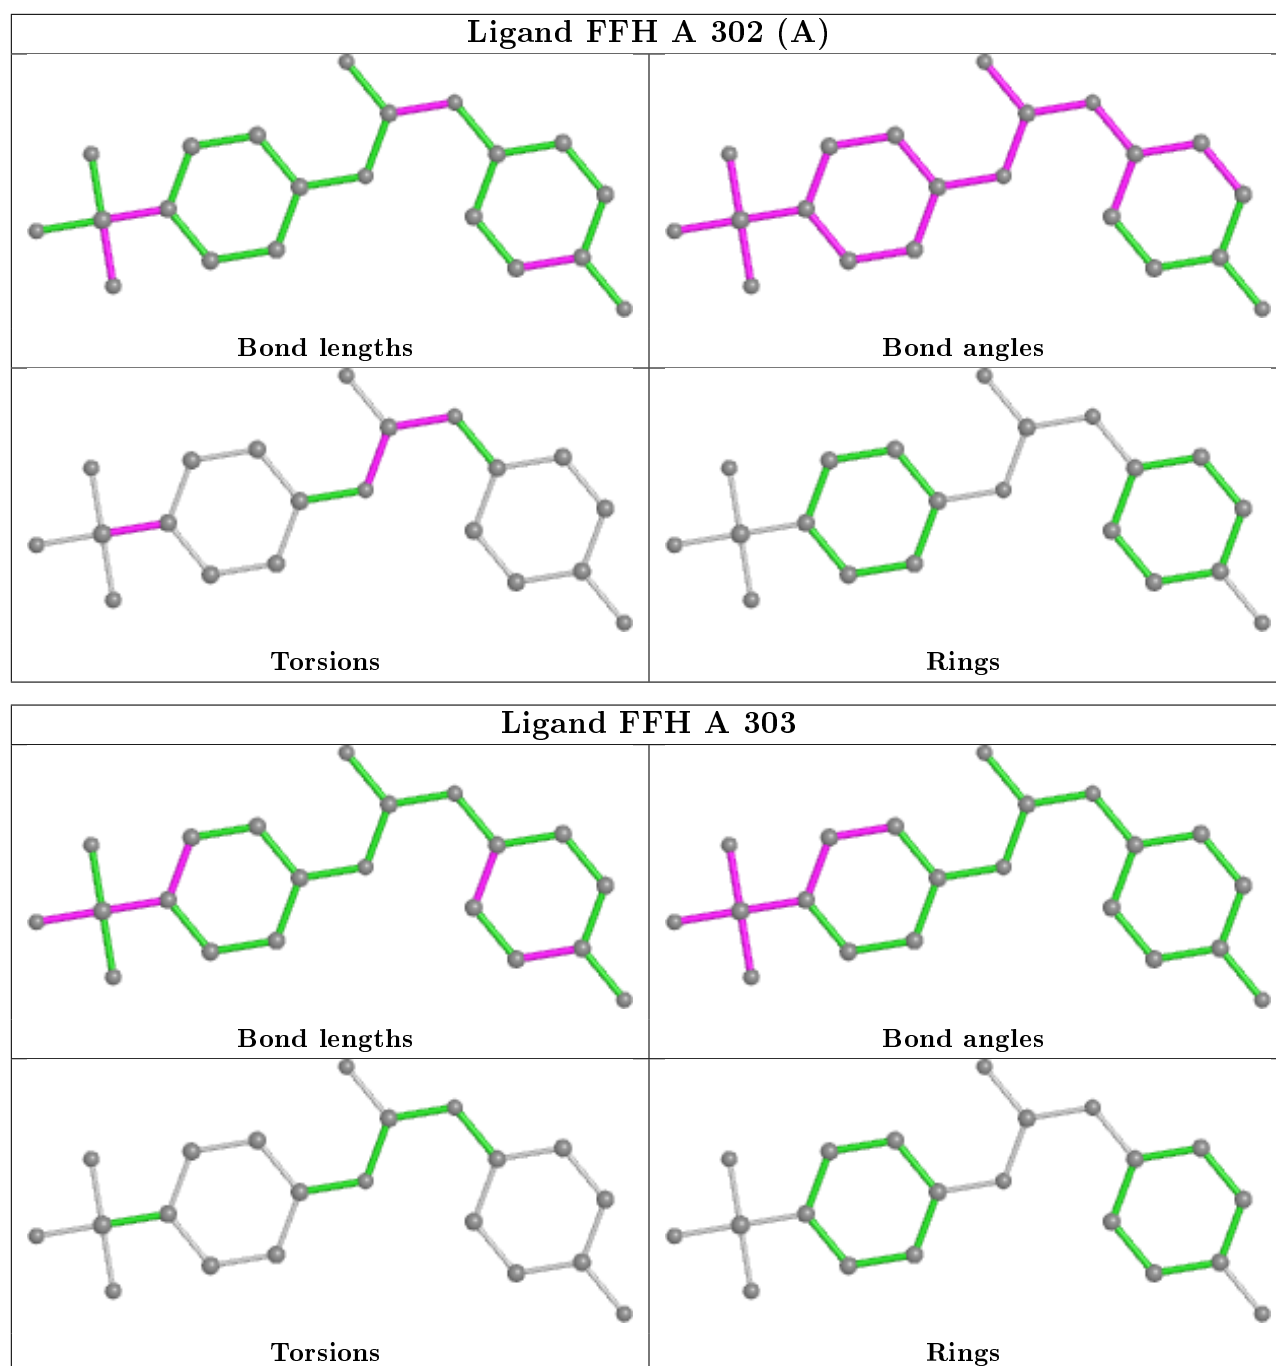 Ligand FFH A 302 (A)
Bond lengths
Bond angles
Torsions
Rings
Ligand FFH A 303
Bond lengths
Bond angles
Torsions
Rings